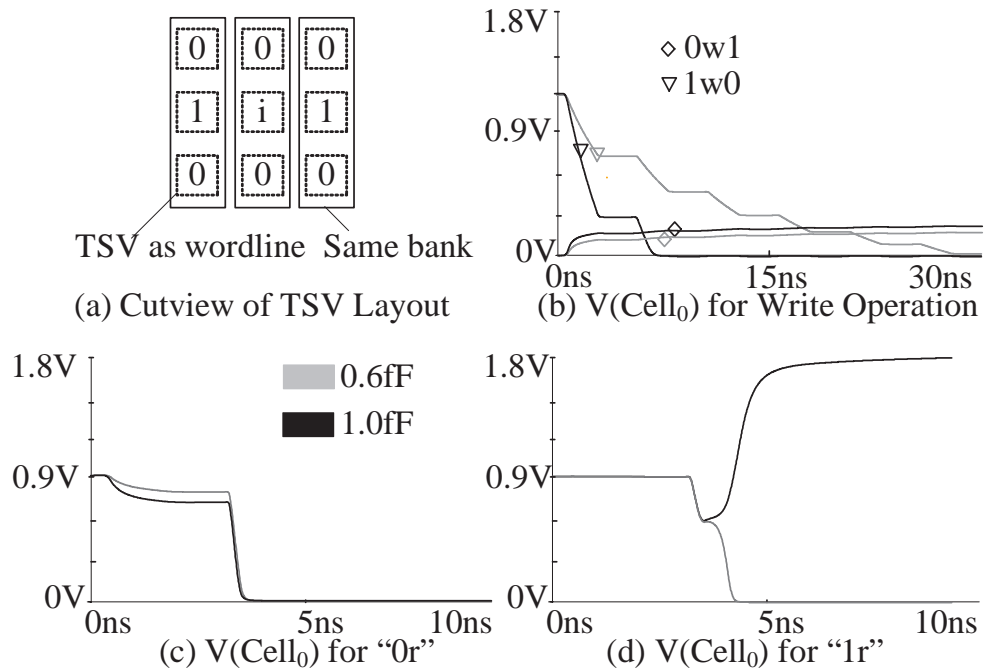 0 0 0
1 i 1
0 0 0
TSV as wordline Same bank
(a) Cutview of TSV Layout
1.8V
0w1
1w0
0.9V
0V
0ns 15ns 30ns
(b) V(Cell₀) for Write Operation
1.8V
0.6fF
1.0fF
0.9V
0V
0ns 5ns 10ns
(c) V(Cell₀) for “0r”
1.8V
0.9V
0V
0ns 5ns 10ns
(d) V(Cell₀) for “1r”